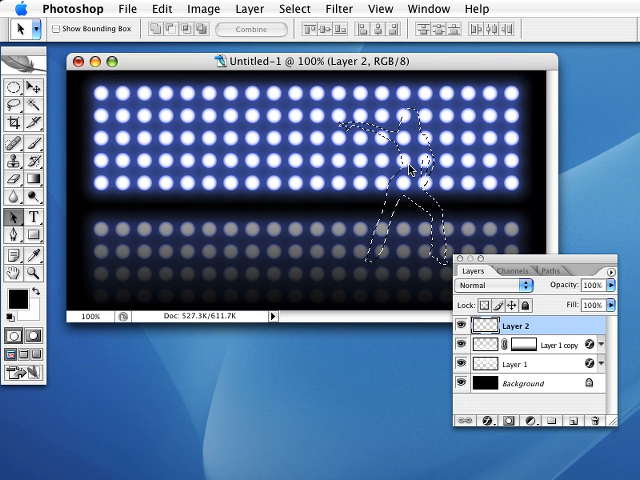 Photoshop File Edit Image Layer Select Filter View Window Help
Show Bounding Box Combine
Untitled-1 @ 100% (Layer 2, RGB/8)
T
100% Doc: 527.3K/611.7K
Layers Channels Paths
Normal Opacity: 100%
Lock: Fill: 100%
Layer 2
Layer 1 copy
Layer 1
Background